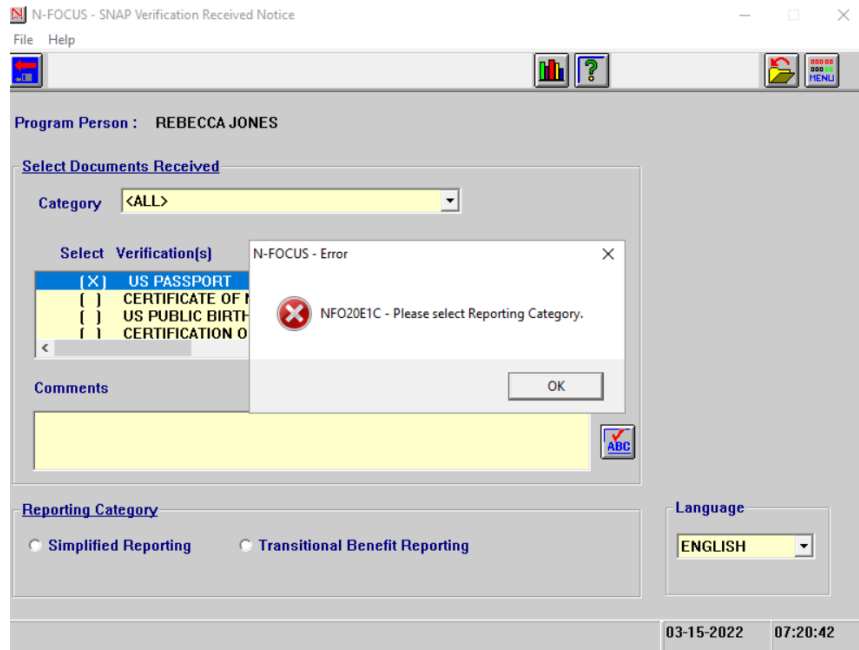 N-FOCUS - SNAP Verification Received Notice
File Help
MENU
Program Person : REBECCA JONES
Select Documents Received
Category <ALL>
Select Verification(s)
(X) US PASSPORT
( ) CERTIFICATE OF
( ) US PUBLIC BIRTH
( ) CERTIFICATION O
N-FOCUS - Error
NFO20E1C - Please select Reporting Category.
OK
Comments
ABC
Reporting Category
Simplified Reporting Transitional Benefit Reporting
Language
ENGLISH
03-15-2022 07:20:42